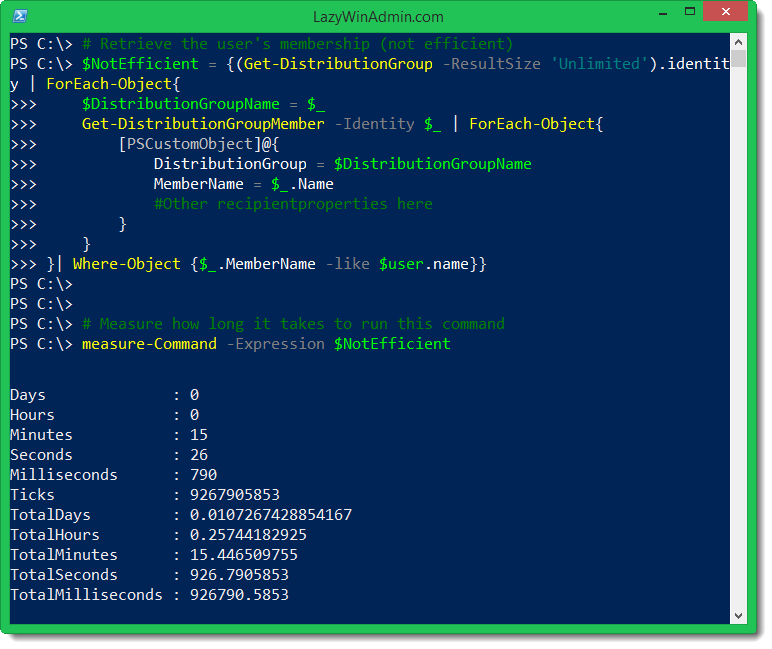 LazyWinAdmin.com
PS C:\> # Retrieve the user's membership (not efficient)
PS C:\> $NotEfficient = {(Get-DistributionGroup -ResultSize 'Unlimited').identit
y | ForEach-Object{
>>>     $DistributionGroupName = $_
>>>     Get-DistributionGroupMember -Identity $_ | ForEach-Object{
>>>         [PSCustomObject]@{
>>>             DistributionGroup = $DistributionGroupName
>>>             MemberName = $_.Name
>>>             #Other recipientproperties here
>>>         }
>>>     }
>>> }| Where-Object {$_.MemberName -like $user.name}}
PS C:\>
PS C:\>
PS C:\> # Measure how long it takes to run this command
PS C:\> measure-Command -Expression $NotEfficient
Days              : 0
Hours             : 0
Minutes           : 15
Seconds           : 26
Milliseconds      : 790
Ticks             : 9267905853
TotalDays         : 0.0107267428854167
TotalHours        : 0.25744182925
TotalMinutes      : 15.446509755
TotalSeconds      : 926.7905853
TotalMilliseconds : 926790.5853